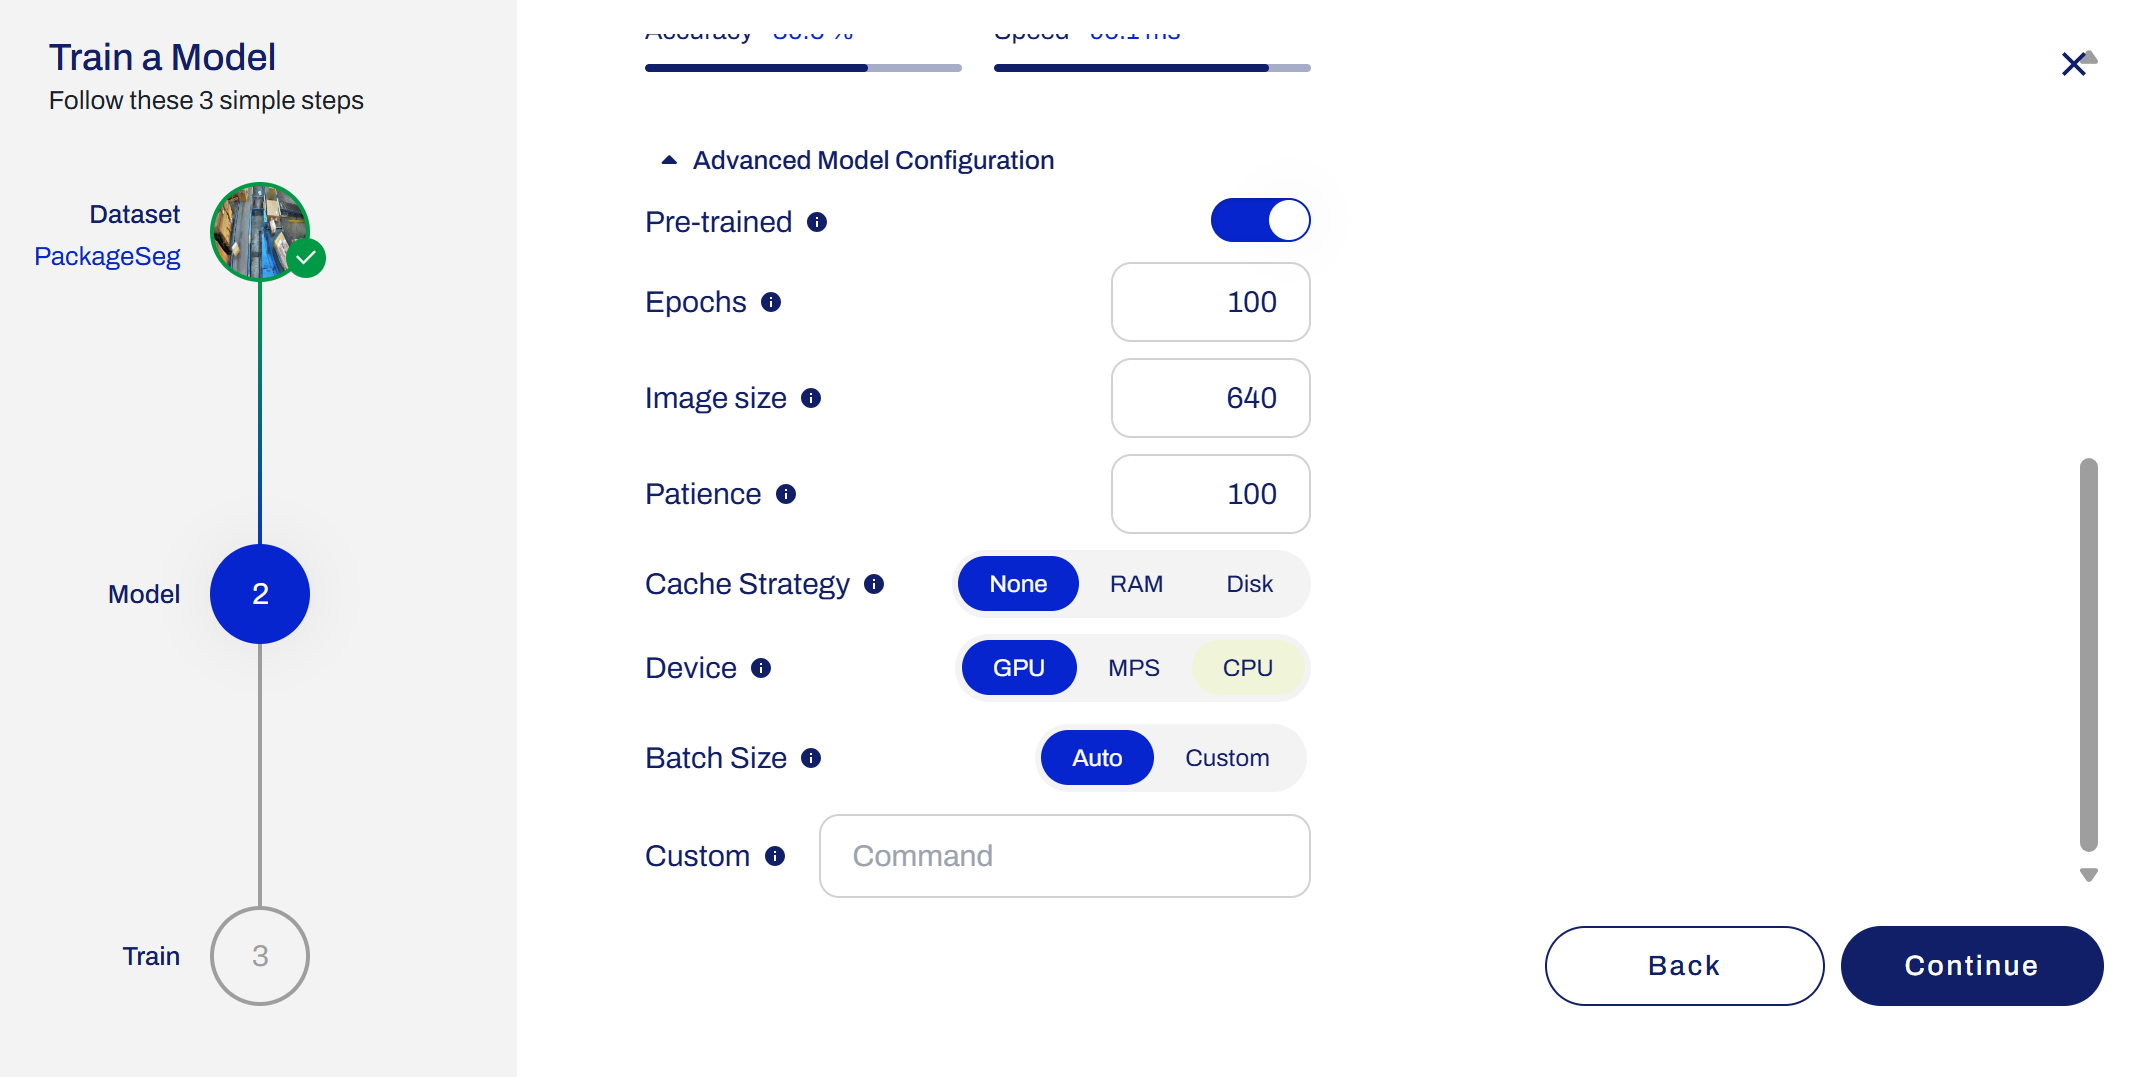 Train a Model
Follow these 3 simple steps
Dataset
PackageSeg
Model
2
Train
3
Accuracy
Speed
Advanced Model Configuration
Pre-trained
Epochs
100
Image size
640
Patience
100
Cache Strategy
None RAM Disk
Device
GPU MPS CPU
Batch Size
Auto Custom
Custom
Command
Back
Continue